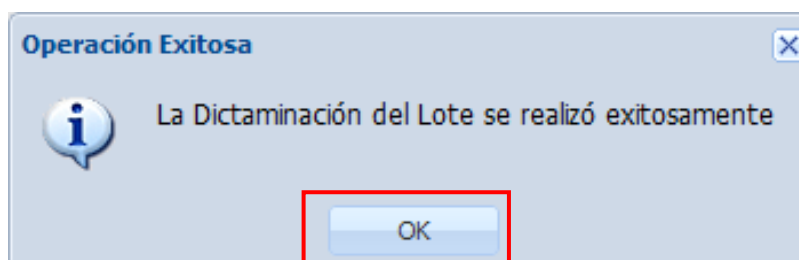 Operación Exitosa
La Dictaminación del Lote se realizó exitosamente
OK